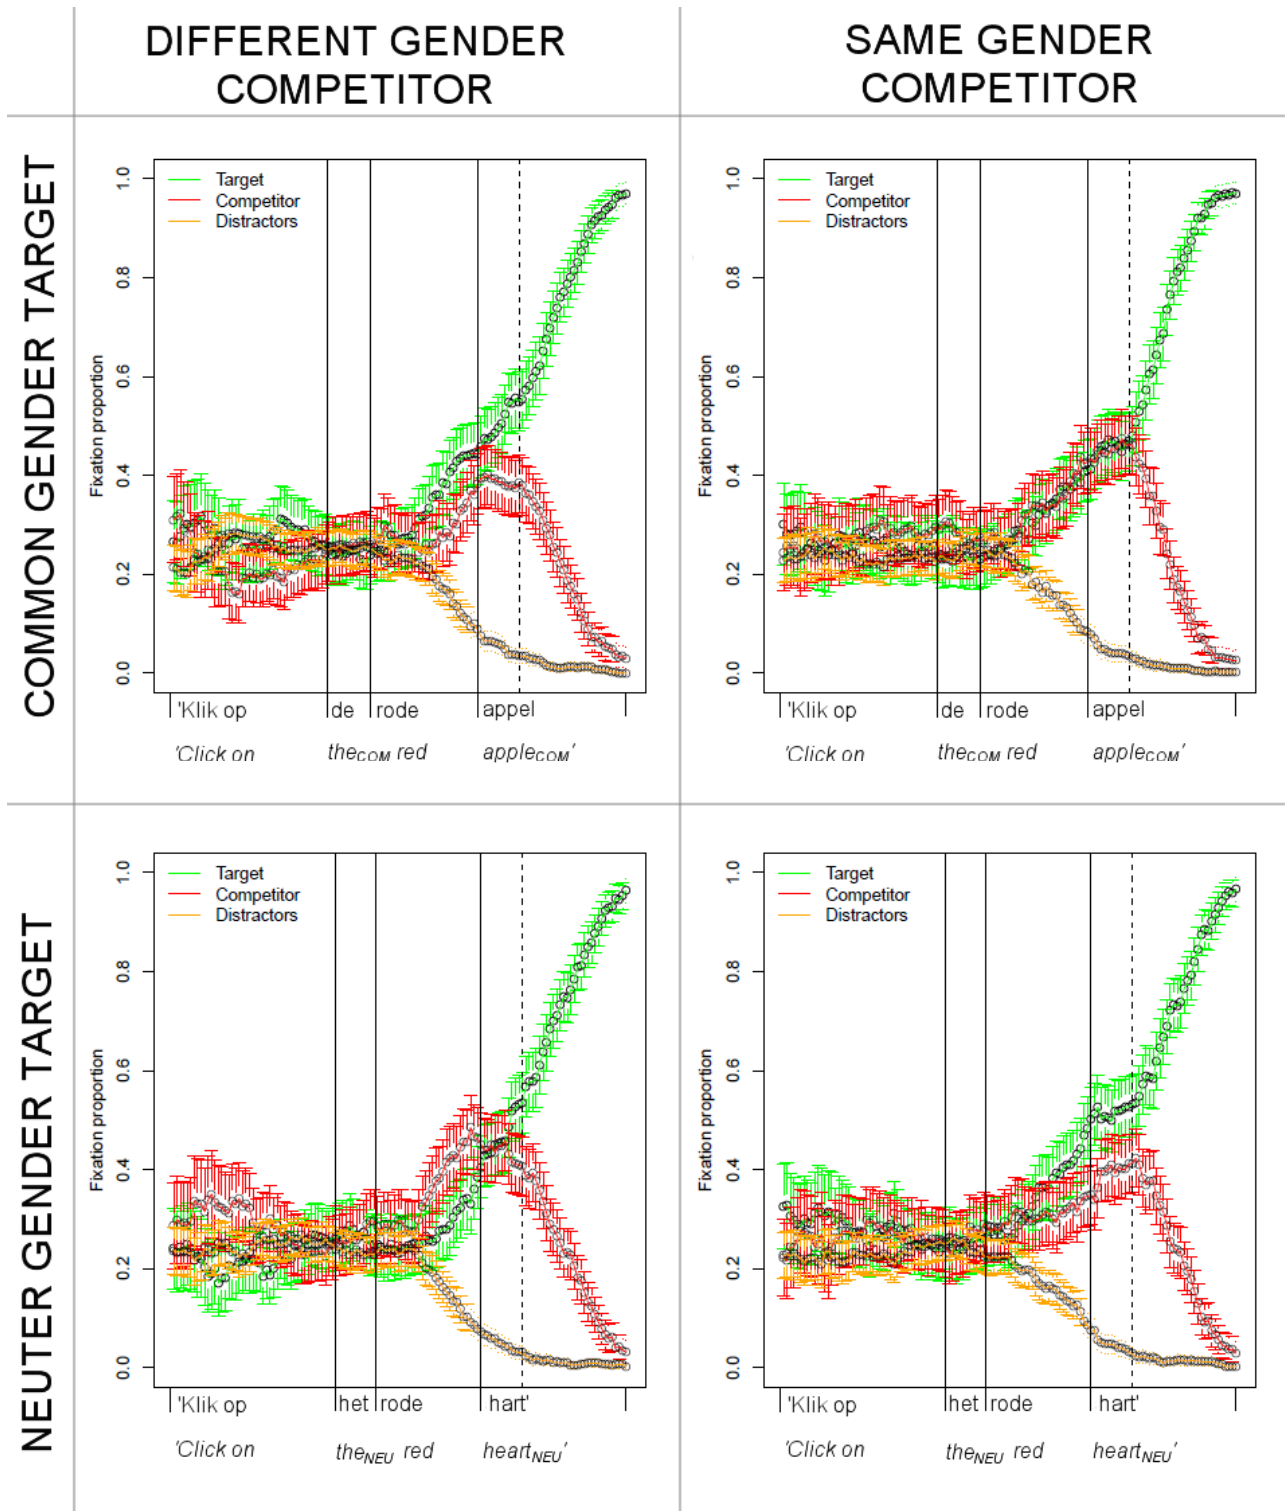 DIFFERENT GENDER
COMPETITOR
SAME GENDER
COMPETITOR
COMMON GENDER TARGET
Fixation proportion
1.0
0.8
0.6
0.4
0.2
0.0
Target
Competitor
Distractors
'Klik op de rode appel
'Click on theCOM red appleCOM'
Fixation proportion
1.0
0.8
0.6
0.4
0.2
0.0
Target
Competitor
Distractors
'Klik op de rode appel
'Click on theCOM red appleCOM'
NEUTER GENDER TARGET
Fixation proportion
1.0
0.8
0.6
0.4
0.2
0.0
Target
Competitor
Distractors
'Klik op het rode hart'
'Click on theNEU red heartNEU'
Fixation proportion
1.0
0.8
0.6
0.4
0.2
0.0
Target
Competitor
Distractors
'Klik op het rode hart'
'Click on theNEU red heartNEU'